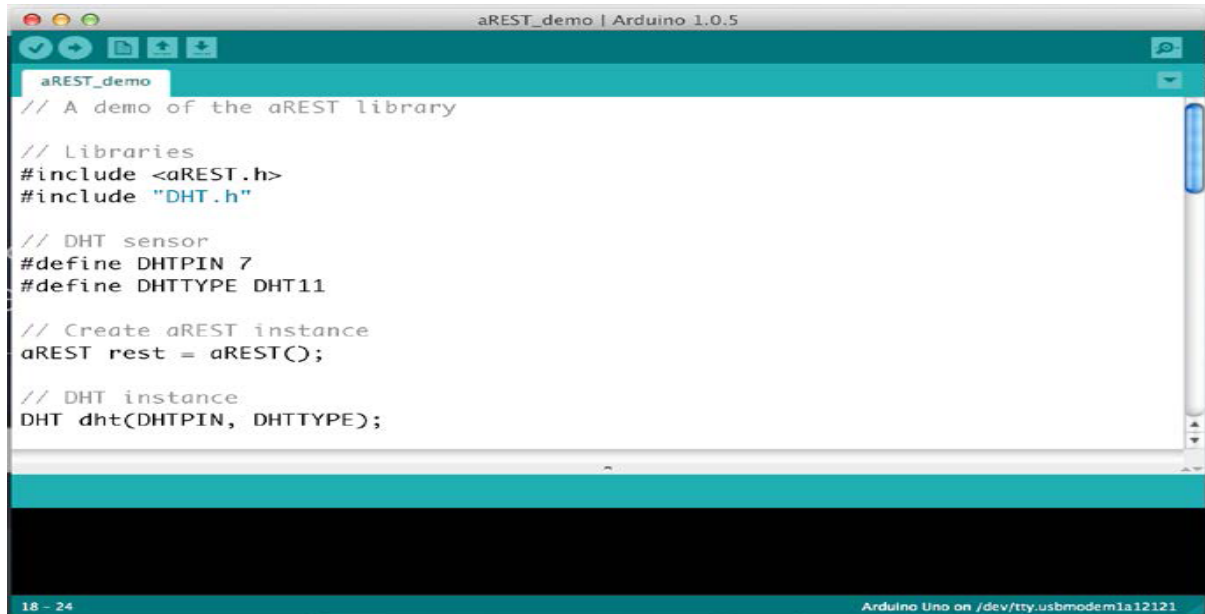 aREST_demo | Arduino 1.0.5
aREST_demo
// A demo of the aREST library
// Libraries
#include <aREST.h>
#include "DHT.h"
// DHT sensor
#define DHTPIN 7
#define DHTTYPE DHT11
// Create aREST instance
aREST rest = aREST();
// DHT instance
DHT dht(DHTPIN, DHTTYPE);
18 - 24
Arduino Uno on /dev/tty.usbmodem1a12121